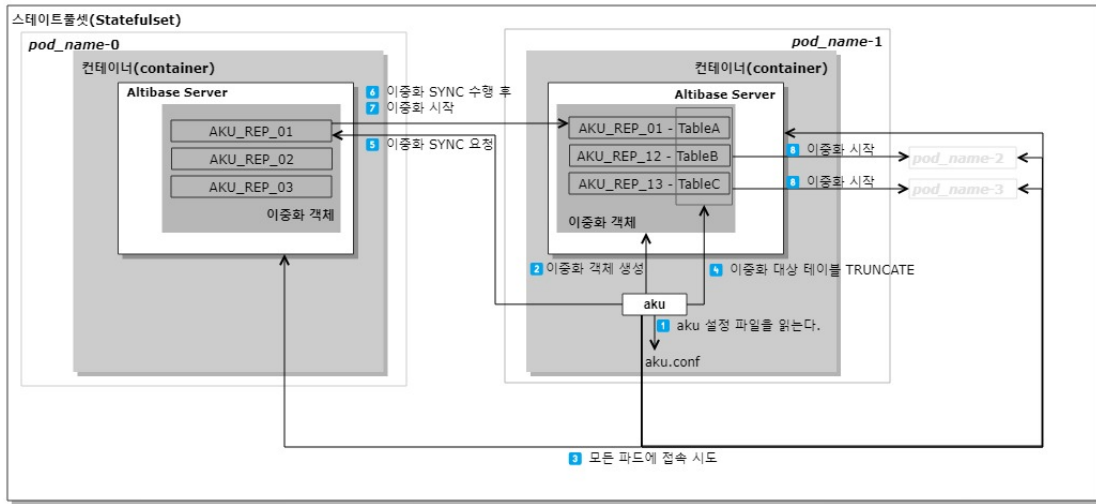 스테이트풀셋(Statefulset)
pod_name-0
컨테이너(container)
Altibase Server
AKU_REP_01
AKU_REP_02
AKU_REP_03
이중화 객체
6 이중화 SYNC 수행 후
7 이중화 시작
5 이중화 SYNC 요청
pod_name-1
컨테이너(container)
Altibase Server
AKU_REP_01 - TableA
AKU_REP_12 - TableB
AKU_REP_13 - TableC
이중화 객체
8 이중화 시작
pod_name-2
8 이중화 시작
pod_name-3
2 이중화 객체 생성
4 이중화 대상 테이블 TRUNCATE
aku
1 aku 설정 파일을 읽는다.
aku.conf
3 모든 파드에 접속 시도